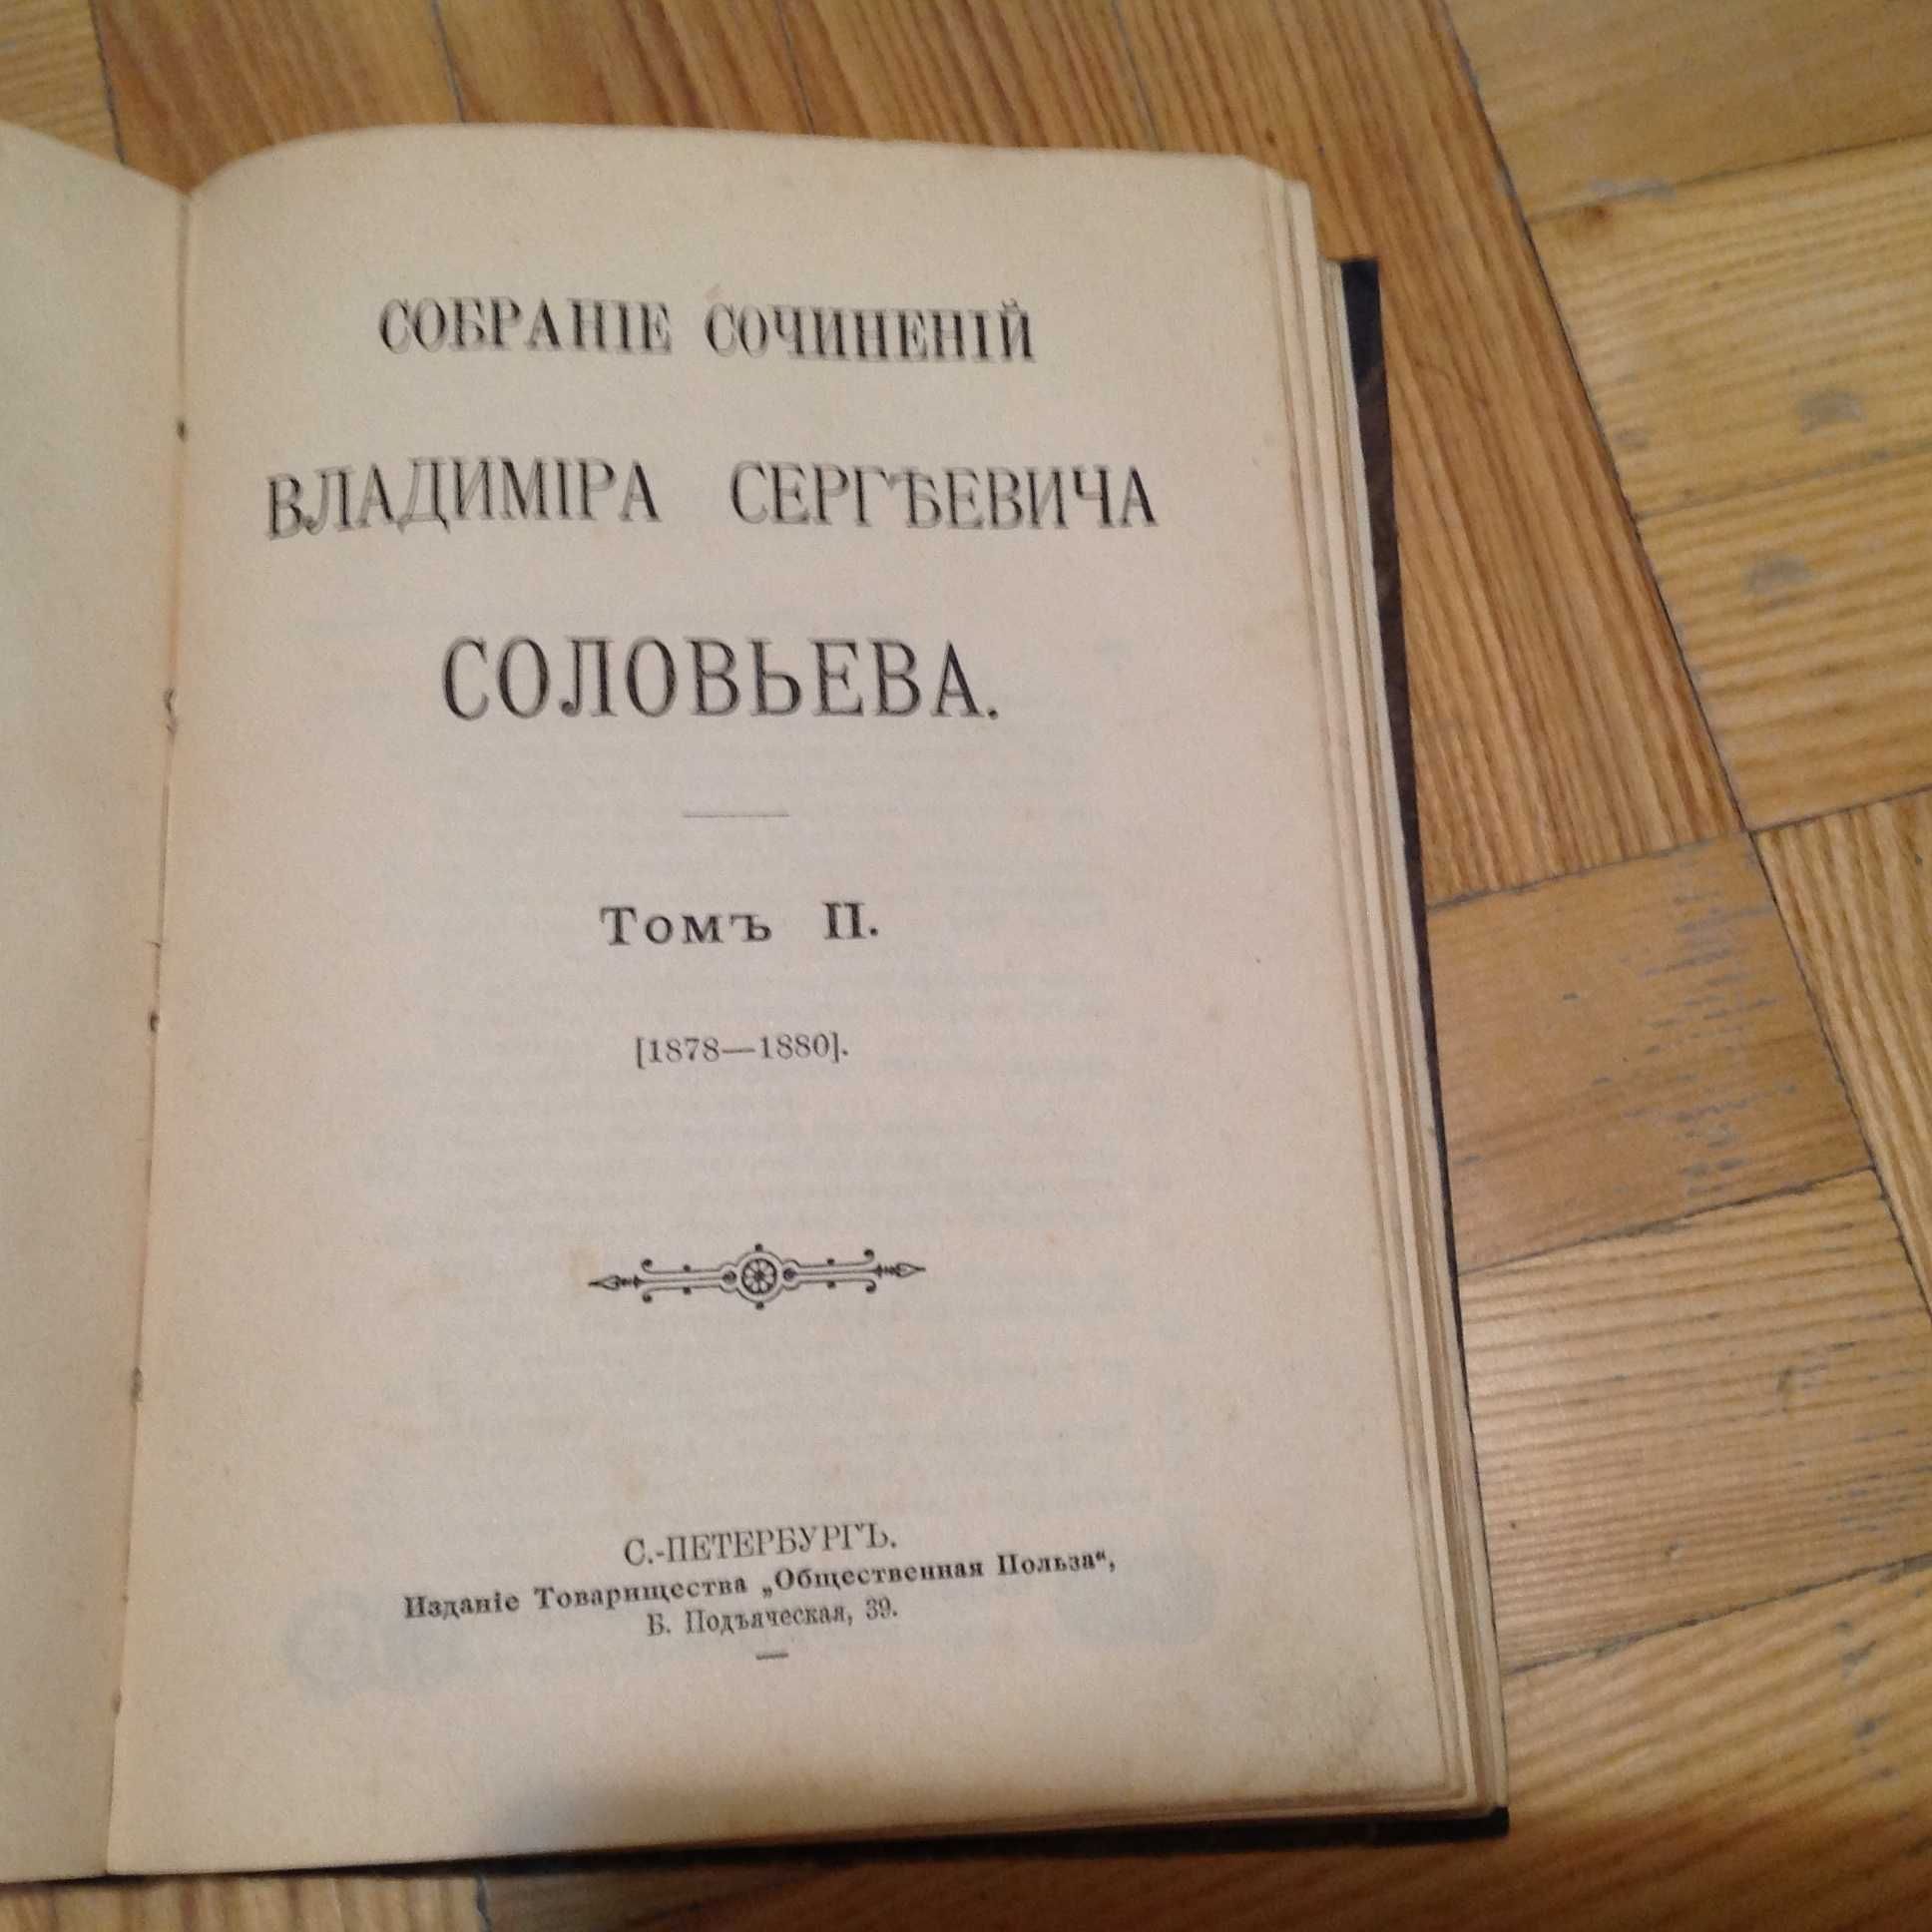 СОБРАНІЕ СОЧИНЕНІЙ
ВЛАДИМІРА СЕРГѢЕВИЧА
СОЛОВЬЕВА.
Томъ II.
[1878—1880].
С.-ПЕТЕРБУРГЪ.
Изданіе Товарищества „Общественная Польза“,
Б. Подъяческая, 39.